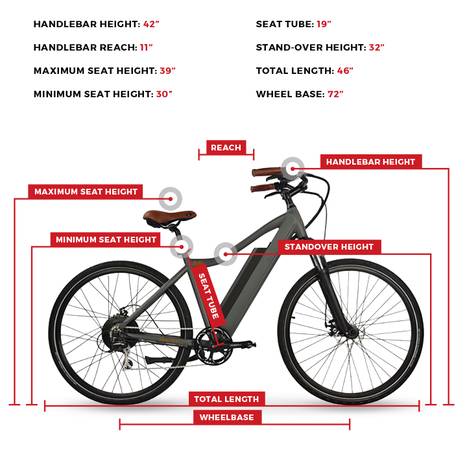 HANDLEBAR HEIGHT: 42"
HANDLEBAR REACH: 11"
MAXIMUM SEAT HEIGHT: 39"
MINIMUM SEAT HEIGHT: 30"
SEAT TUBE: 19"
STAND-OVER HEIGHT: 32"
TOTAL LENGTH: 46"
WHEEL BASE: 72"
REACH
HANDLEBAR HEIGHT
MAXIMUM SEAT HEIGHT
MINIMUM SEAT HEIGHT
STANDOVER HEIGHT
SEAT TUBE
TOTAL LENGTH
WHEELBASE